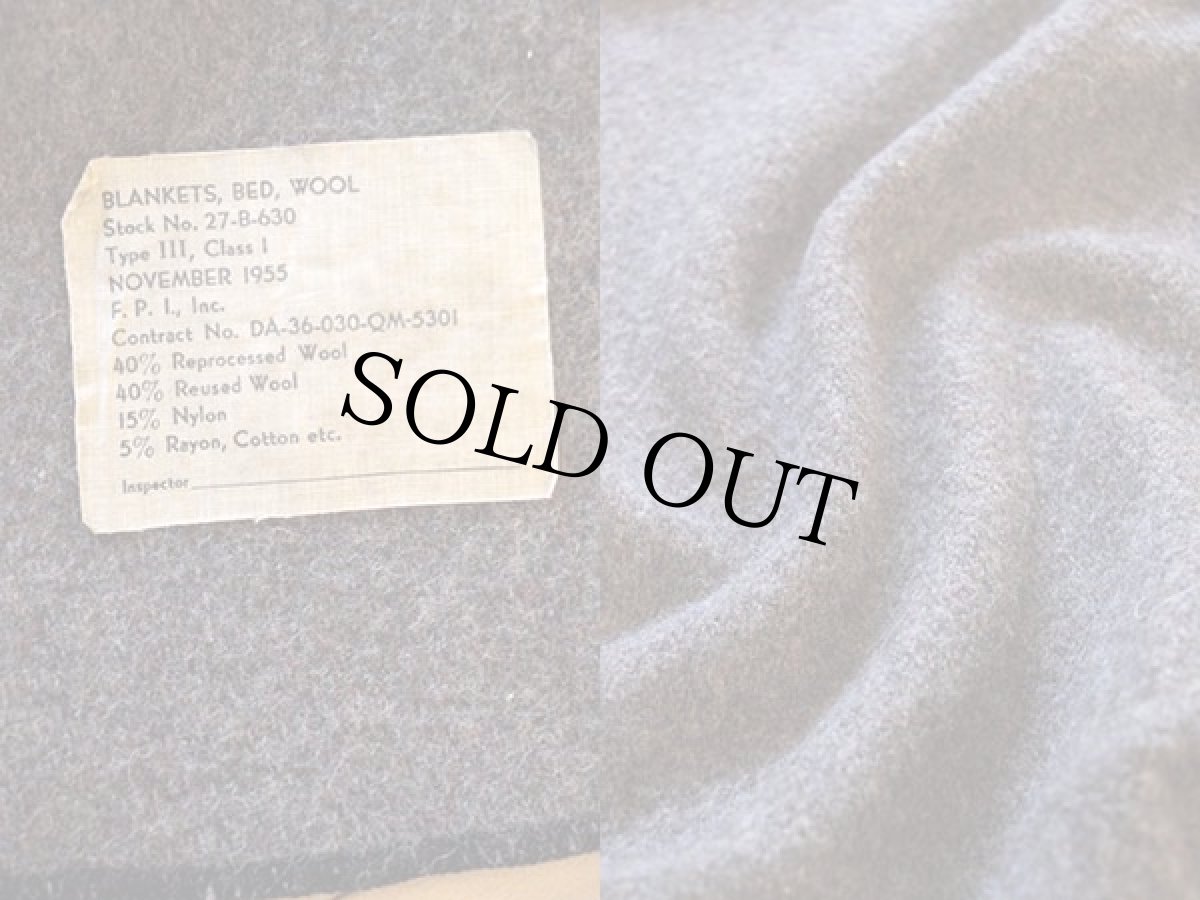 BLANKETS, BED, WOOL
Stock No. 27-B-630
Type III, Class 1
NOVEMBER 1955
F. P. I., Inc.
Contract No. DA-36-030-QM-5301
40% Reprocessed Wool
40% Reused Wool
15% Nylon
5% Rayon, Cotton etc.
Inspector
SOLD OUT